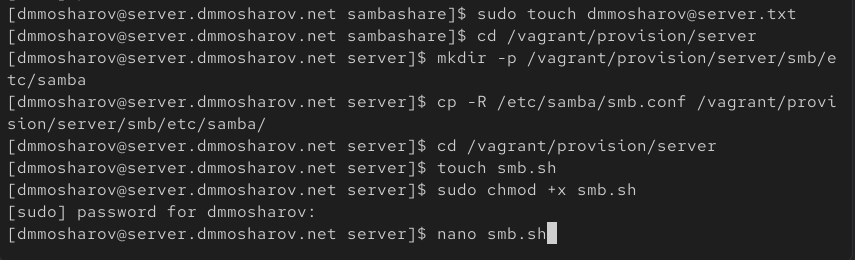 [dmmosharov@server.dmmosharov.net sambashare]$ sudo touch dmmosharov@server.txt
[dmmosharov@server.dmmosharov.net sambashare]$ cd /vagrant/provision/server
[dmmosharov@server.dmmosharov.net server]$ mkdir -p /vagrant/provision/server/smb/e
tc/samba
[dmmosharov@server.dmmosharov.net server]$ cp -R /etc/samba/smb.conf /vagrant/provi
sion/server/smb/etc/samba/
[dmmosharov@server.dmmosharov.net server]$ cd /vagrant/provision/server
[dmmosharov@server.dmmosharov.net server]$ touch smb.sh
[dmmosharov@server.dmmosharov.net server]$ sudo chmod +x smb.sh
[sudo] password for dmmosharov:
[dmmosharov@server.dmmosharov.net server]$ nano smb.sh